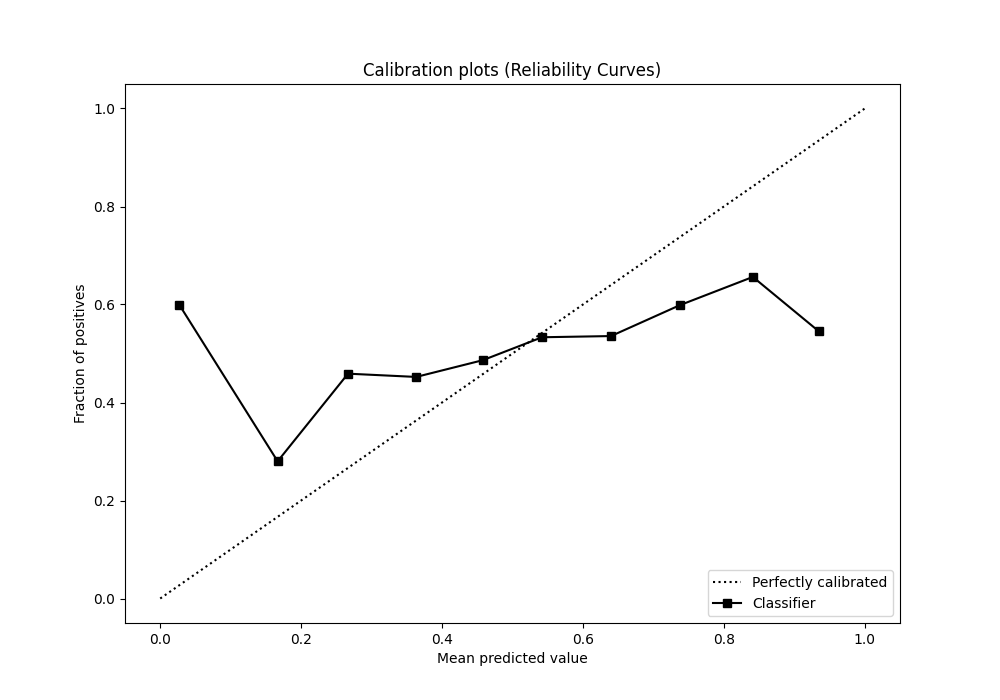 Calibration plots (Reliability Curves)
Fraction of positives
1.0
0.8
0.6
0.4
0.2
0.0
0.0 0.2 0.4 0.6 0.8 1.0
Mean predicted value
Perfectly calibrated
Classifier